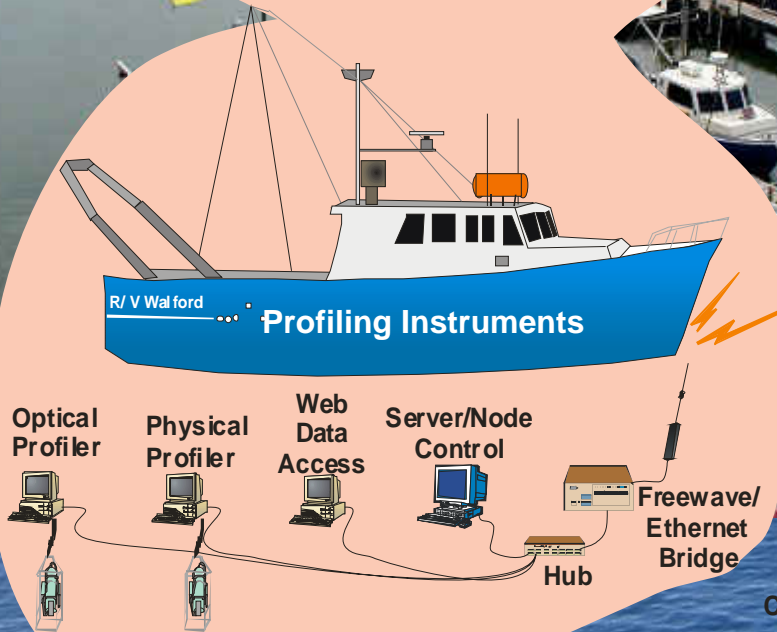 R/V Walford
Profiling Instruments
Optical
Profiler
Physical
Profiler
Web
Data
Access
Server/Node
Control
Freewave/
Ethernet
Bridge
Hub